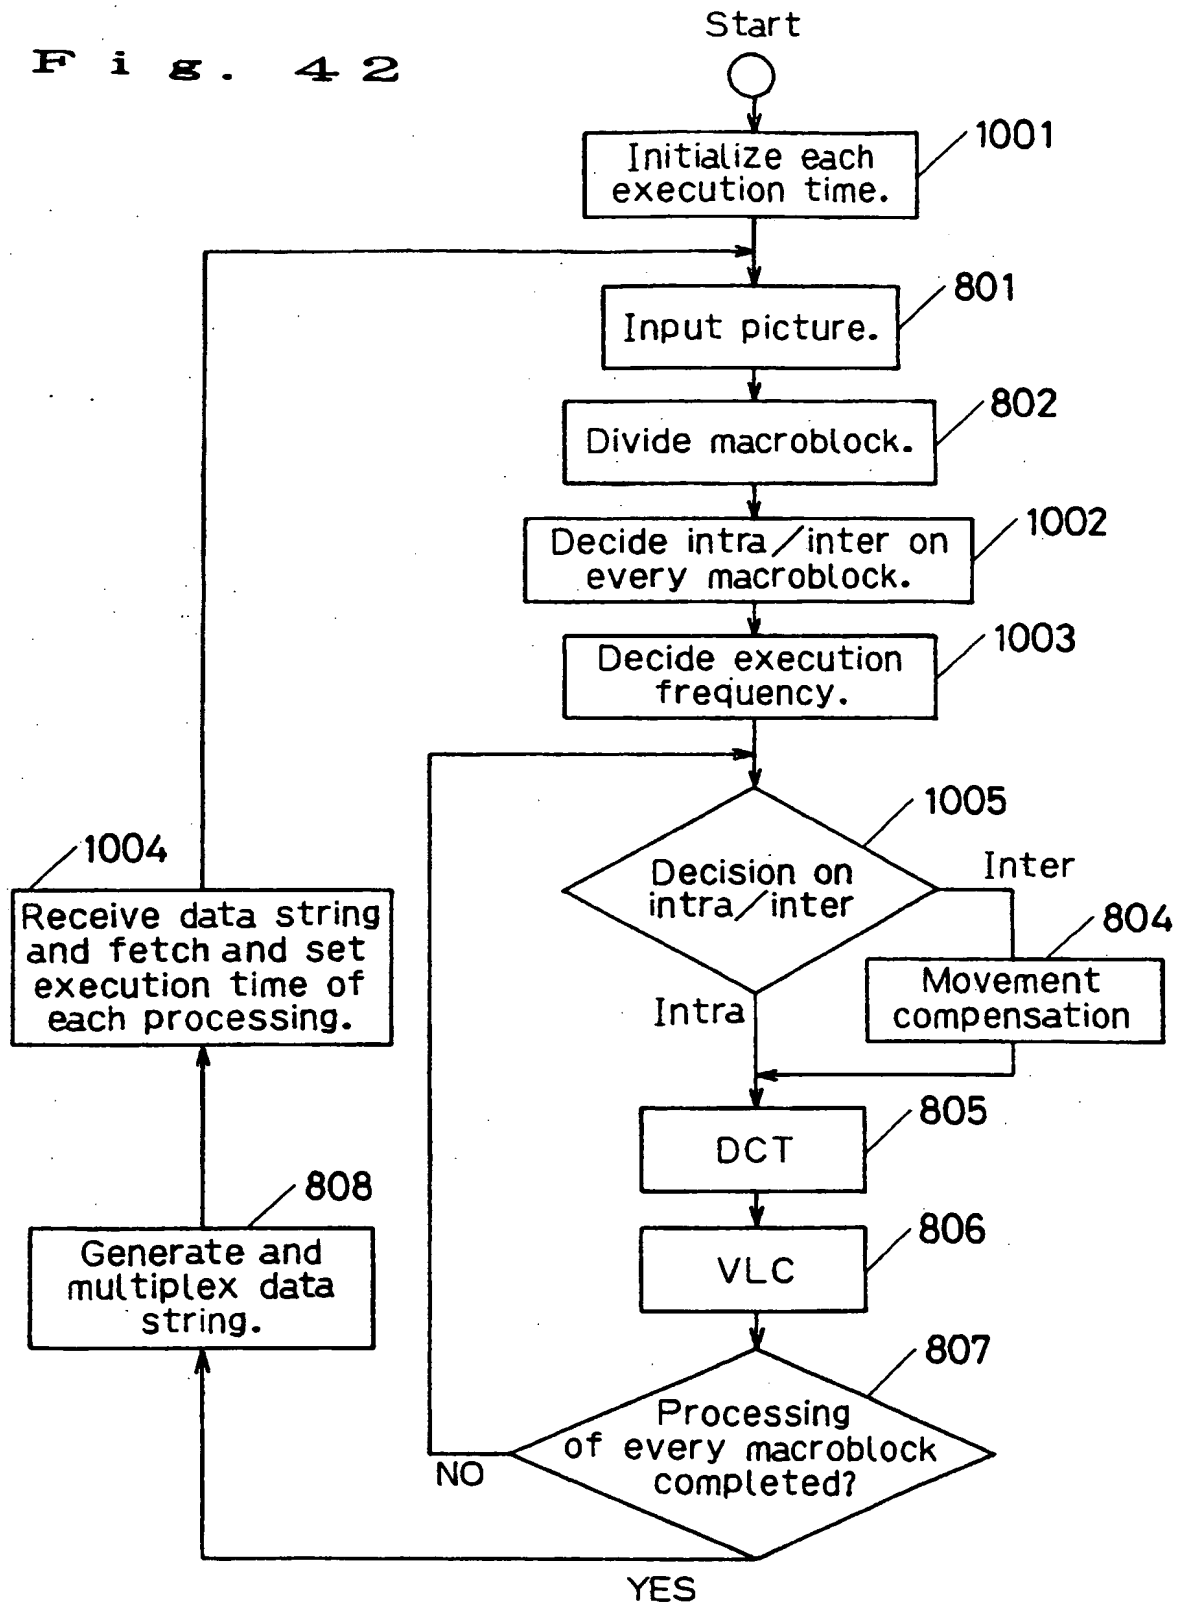 Fig. 42
Start
1001
Initialize each
execution time.
801
Input picture.
802
Divide macroblock.
1002
Decide intra/inter on
every macroblock.
1003
Decide execution
frequency.
1005
Decision on
intra/inter
Inter
804
Movement
compensation
Intra
805
DCT
806
VLC
807
Processing
of every macroblock
completed?
NO
YES
808
Generate and
multiplex data
string.
1004
Receive data string
and fetch and set
execution time of
each processing.